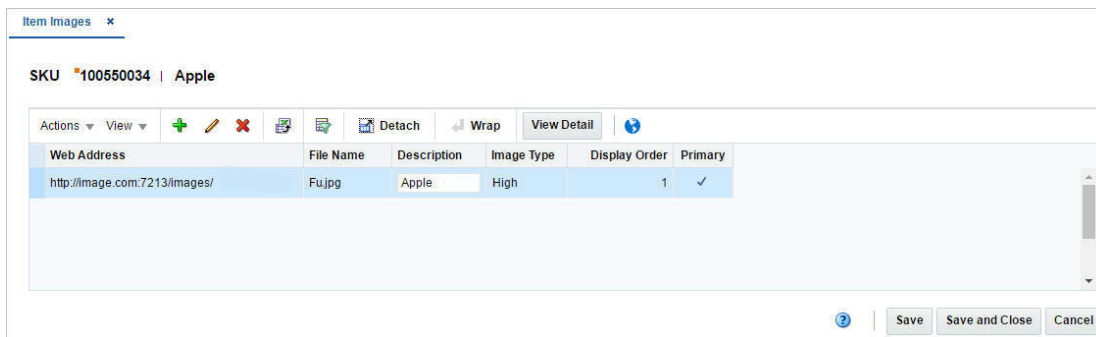 Item Images ×
SKU 100550034 | Apple
Actions View Detach Wrap View Detail
Web Address File Name Description Image Type Display Order Primary
http://image.com:7213/images/ Fu.jpg Apple High 1 ✓
? Save Save and Close Cancel